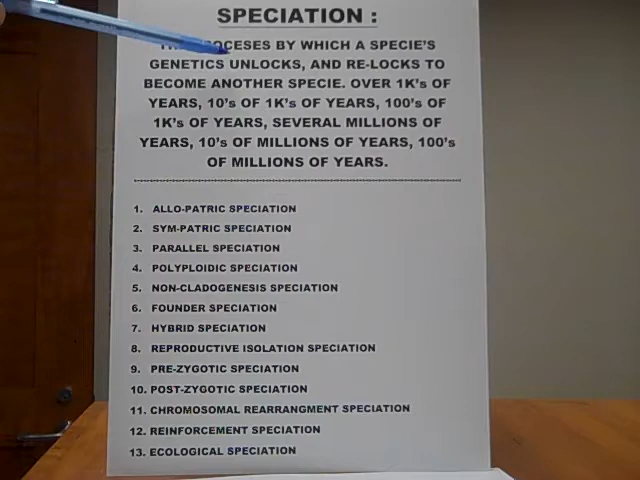 SPECIATION :
PROCESES BY WHICH A SPECIE'S
GENETICS UNLOCKS, AND RE-LOCKS TO
BECOME ANOTHER SPECIE. OVER 1K's OF
YEARS, 10's OF 1K's OF YEARS, 100's OF
1K's OF YEARS, SEVERAL MILLIONS OF
YEARS, 10's OF MILLIONS OF YEARS, 100's
OF MILLIONS OF YEARS.
1. ALLO-PATRIC SPECIATION
2. SYM-PATRIC SPECIATION
3. PARALLEL SPECIATION
4. POLYPLOIDIC SPECIATION
5. NON-CLADOGENESIS SPECIATION
6. FOUNDER SPECIATION
7. HYBRID SPECIATION
8. REPRODUCTIVE ISOLATION SPECIATION
9. PRE-ZYGOTIC SPECIATION
10. POST-ZYGOTIC SPECIATION
11. CHROMOSOMAL REARRANGMENT SPECIATION
12. REINFORCEMENT SPECIATION
13. ECOLOGICAL SPECIATION